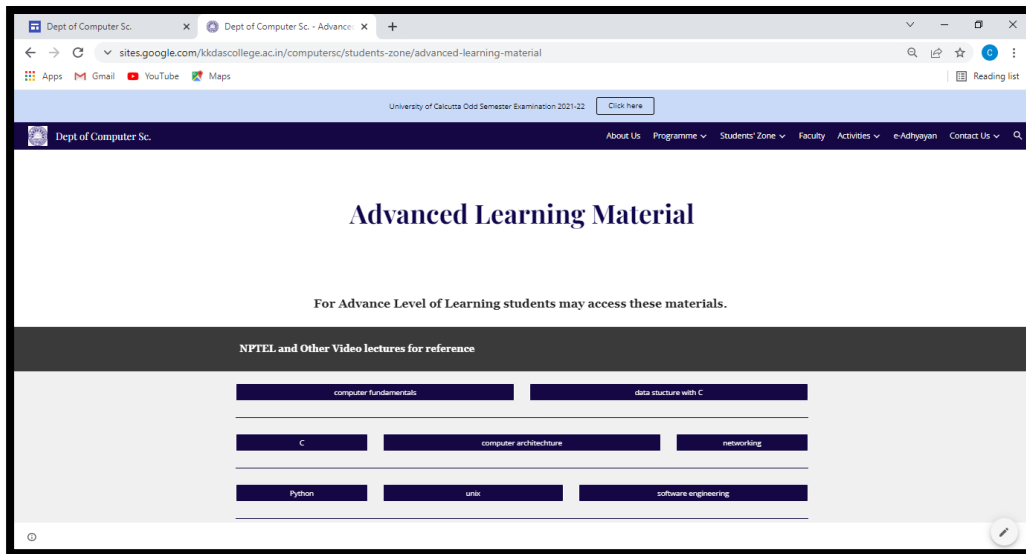 Dept of Computer Sc.
Dept of Computer Sc. - Advance
sites.google.com/kkdascollege.ac.in/computersc/students-zone/advanced-learning-material
Apps Gmail YouTube Maps Reading list
University of Calcutta Odd Semester Examination 2021-22 Click here
Dept of Computer Sc. About Us Programme Students' Zone Faculty Activities e-Adhyayan Contact Us
Advanced Learning Material
For Advance Level of Learning students may access these materials.
NPTEL and Other Video lectures for reference
computer fundamentals data stucture with C
C computer architechture networking
Python unix software engineering